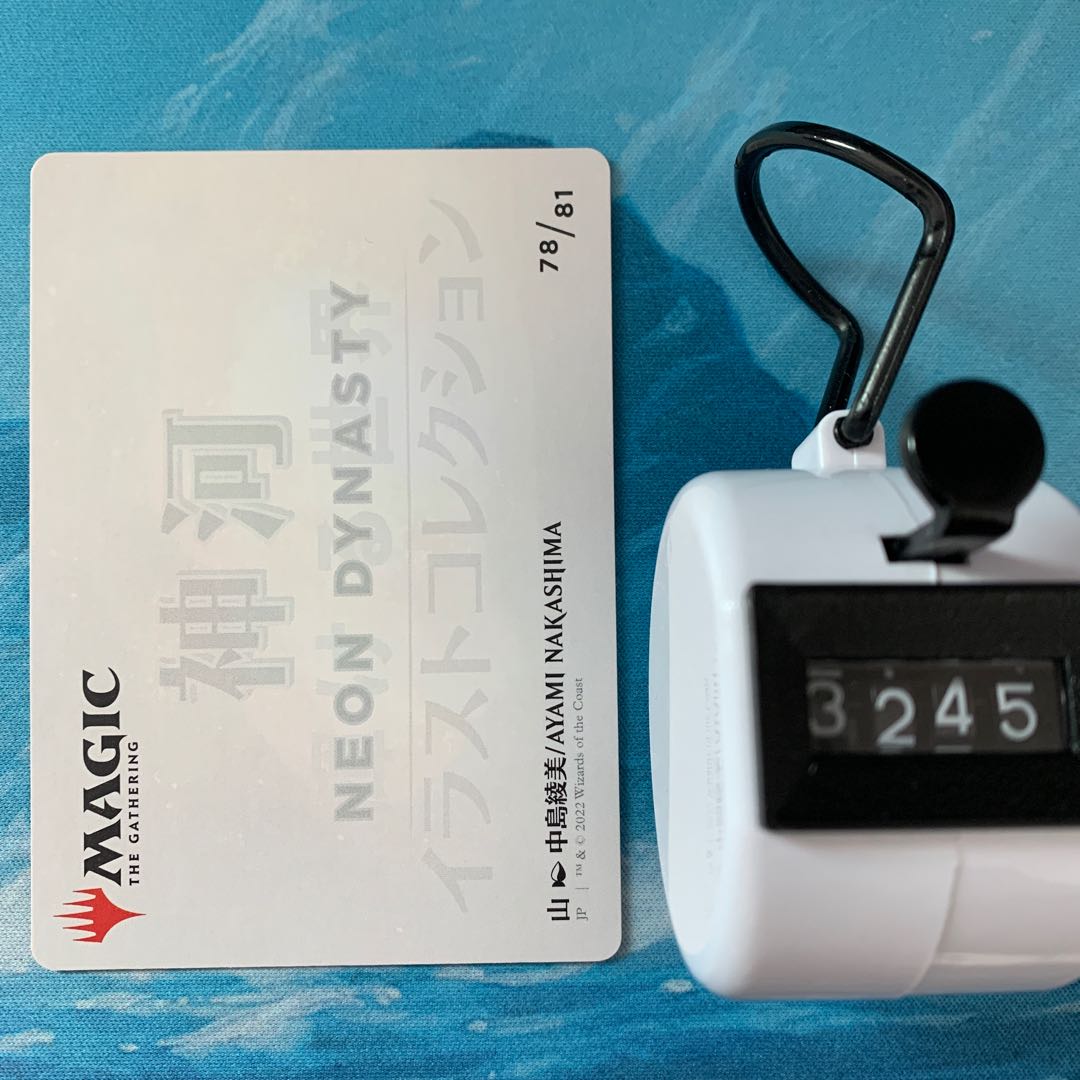 MAGIC
THE GATHERING
神河
NEON DYNASTY
イラストコレクション
78/81
山 中島綾美/AYAMI NAKASHIMA
JP | ™ & © 2022 Wizards of the Coast
3245